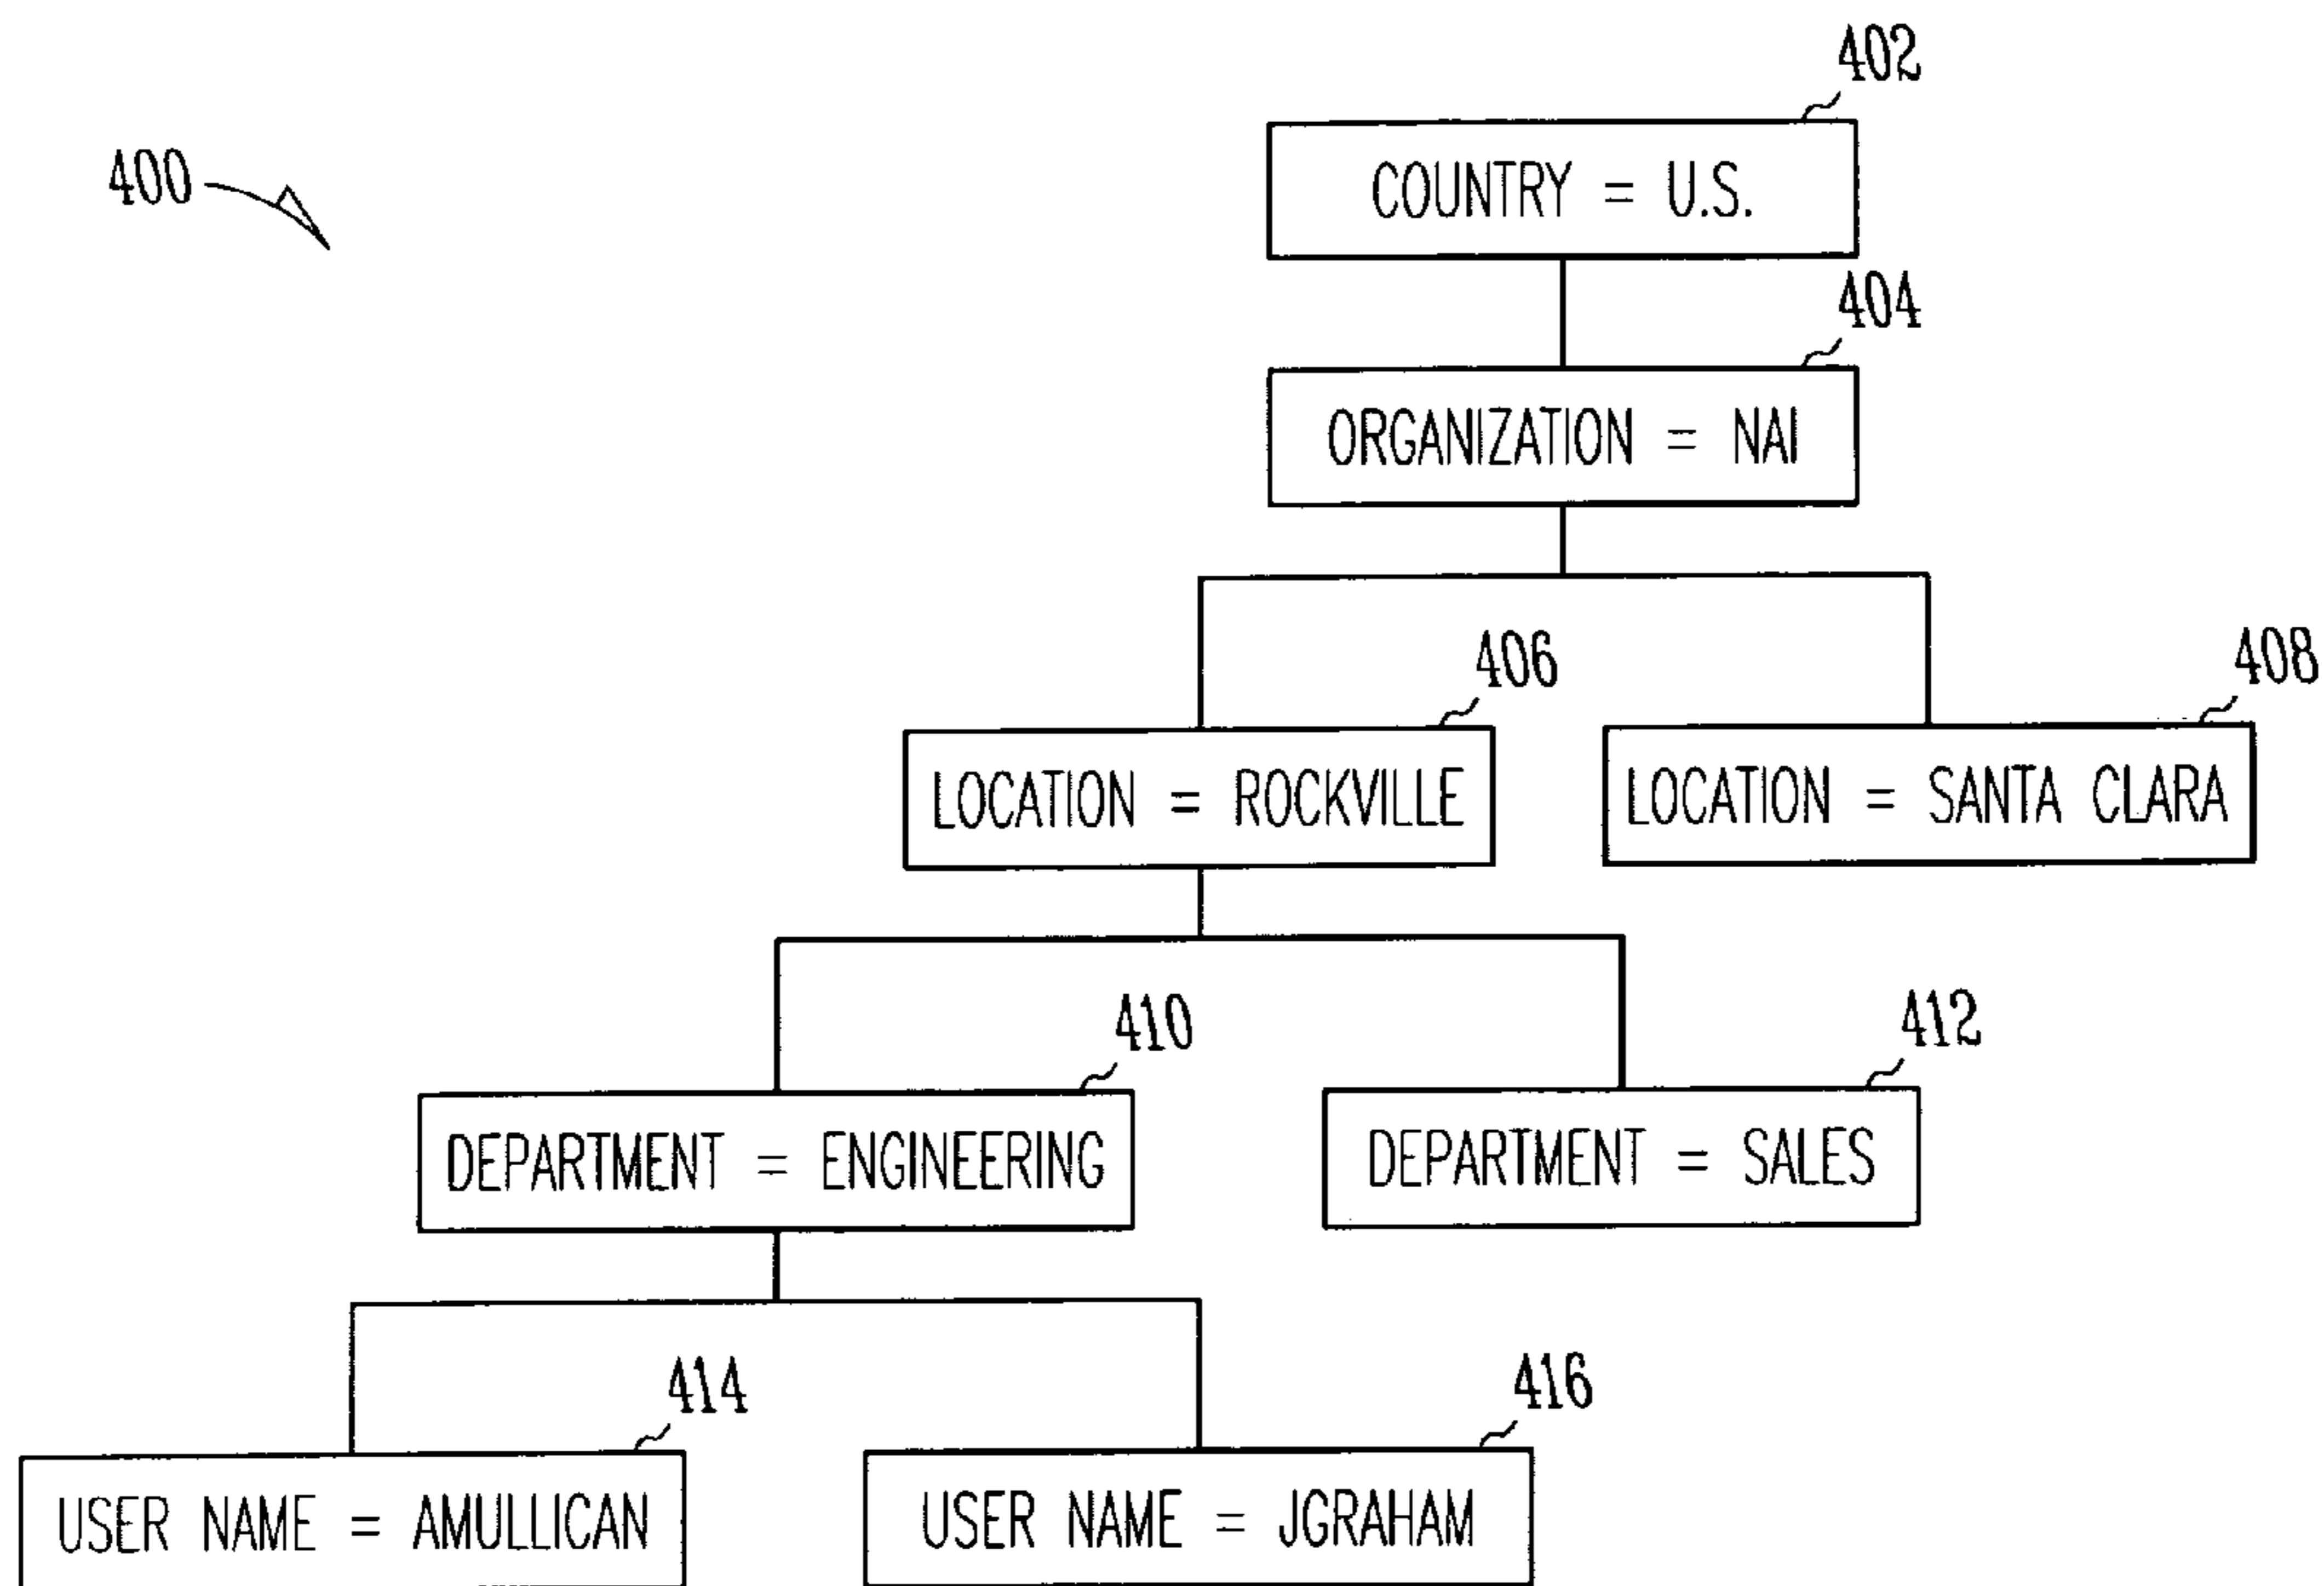 402
400
COUNTRY = U.S.
404
ORGANIZATION = NAI
406
408
LOCATION = ROCKVILLE
LOCATION = SANTA CLARA
410
412
DEPARTMENT = ENGINEERING
DEPARTMENT = SALES
414
416
USER NAME = AMULLICAN
USER NAME = JGRAHAM